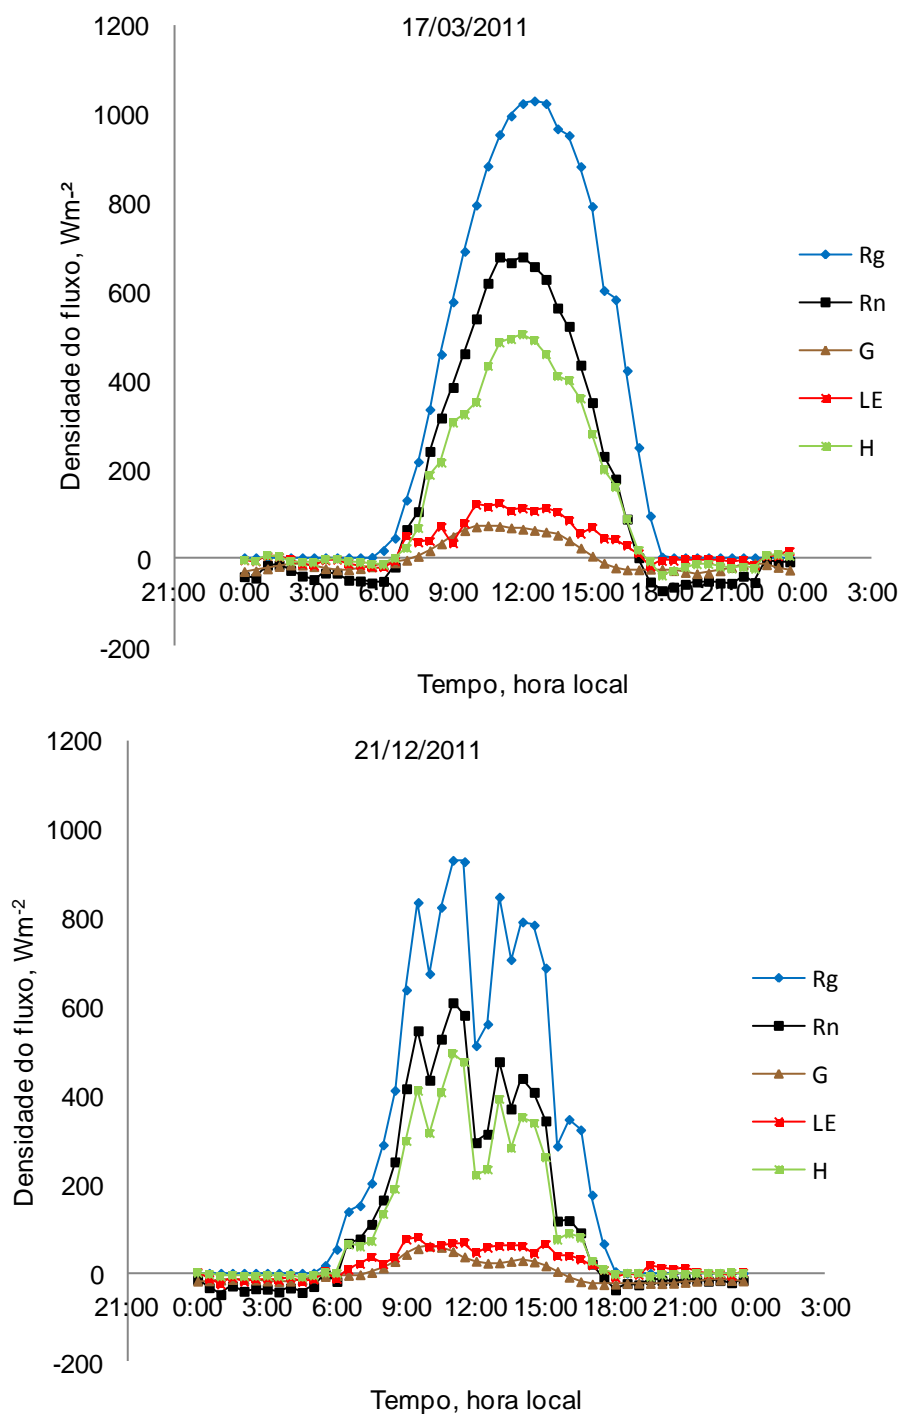 17/03/2011
1200
1000
800
600
400
200
0
-200
Densidade do fluxo, Wm-²
21:00 0:00 3:00 6:00 9:00 12:00 15:00 18:00 21:00 0:00 3:00
Tempo, hora local
Rg
Rn
G
LE
H
21/12/2011
1200
1000
800
600
400
200
0
-200
Densidade do fluxo, Wm⁻²
21:00 0:00 3:00 6:00 9:00 12:00 15:00 18:00 21:00 0:00 3:00
Tempo, hora local
Rg
Rn
G
LE
H